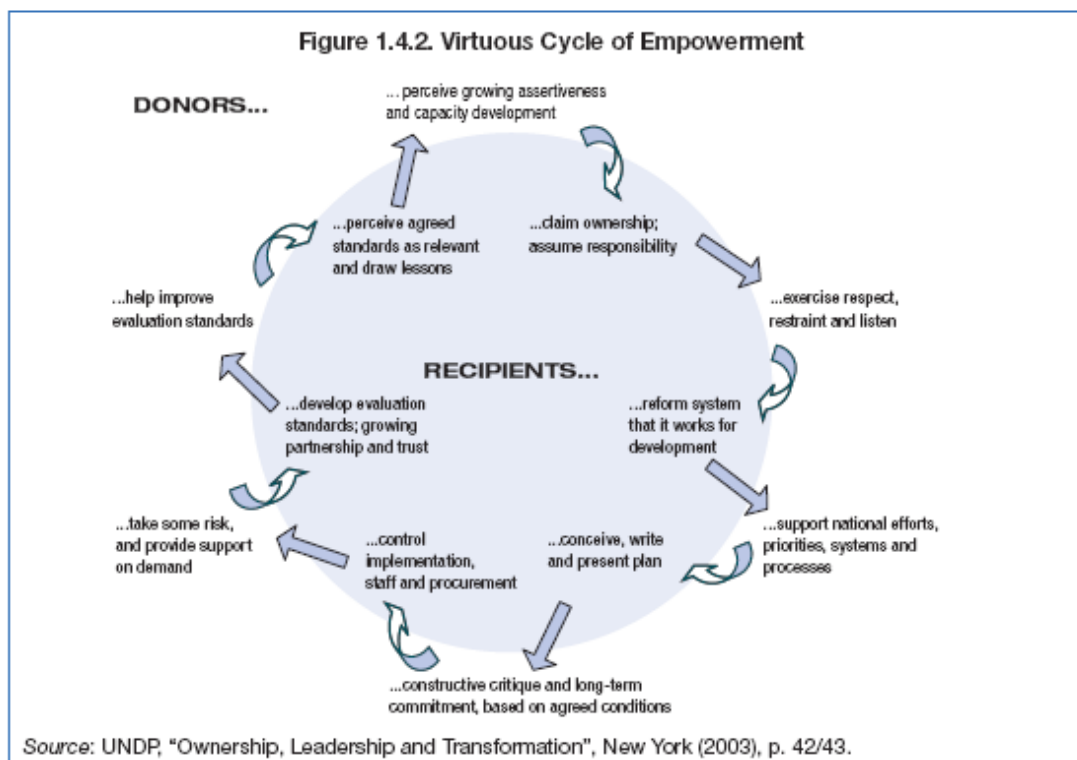 Figure 1.4.2. Virtuous Cycle of Empowerment
DONORS...
... perceive growing assertiveness
and capacity development
...claim ownership;
assume responsibility
...exercise respect,
restraint and listen
...reform system
that it works for
development
...support national efforts,
priorities, systems and
processes
...conceive, write
and present plan
...constructive critique and long-term
commitment, based on agreed conditions
...control
implementation,
staff and procurement
...take some risk,
and provide support
on demand
...develop evaluation
standards; growing
partnership and trust
...help improve
evaluation standards
...perceive agreed
standards as relevant
and draw lessons
RECIPIENTS...
Source: UNDP, “Ownership, Leadership and Transformation”, New York (2003), p. 42/43.